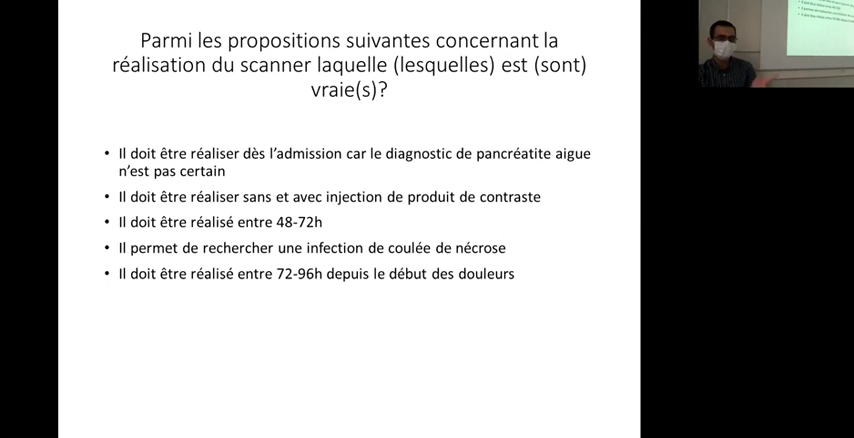 Parmi les propositions suivantes concernant la
réalisation du scanner laquelle (lesquelles) est (sont)
vraie(s)?
• Il doit être réaliser dès l'admission car le diagnostic de pancréatite aigue
n'est pas certain
• Il doit être réaliser sans et avec injection de produit de contraste
• Il doit être réalisé entre 48-72h
• Il permet de rechercher une infection de coulée de nécrose
• Il doit être réalisé entre 72-96h depuis le début des douleurs